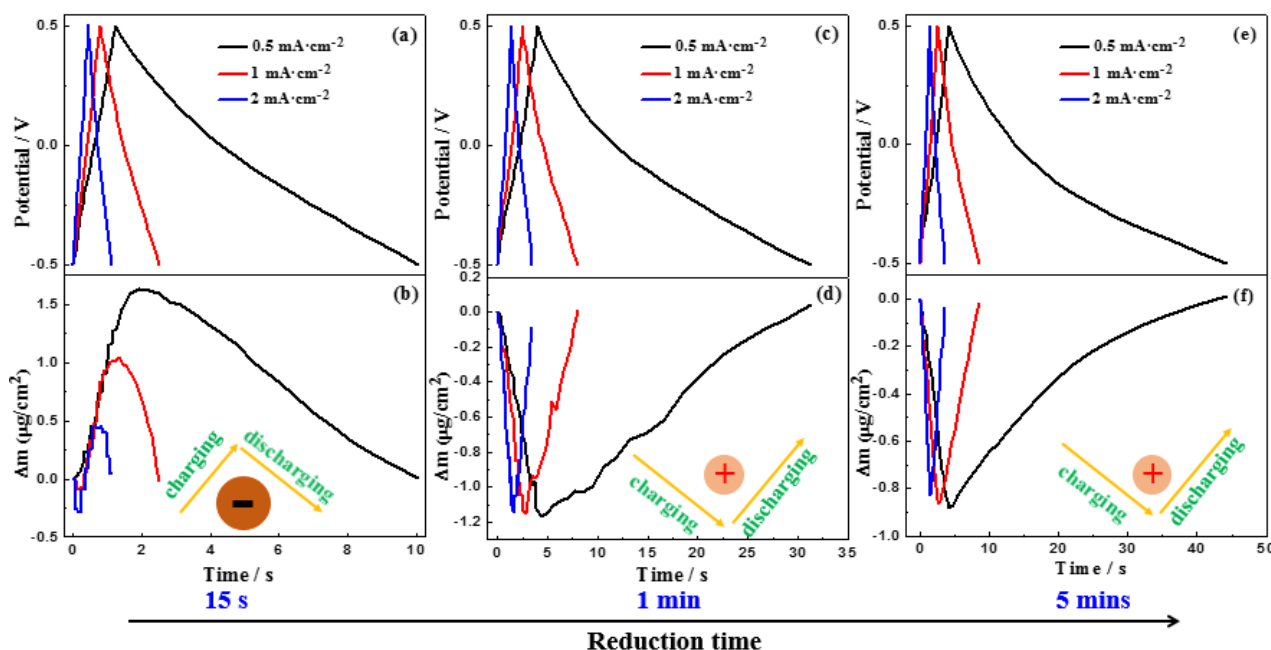 (a)
0.5 mA·cm-2
1 mA·cm-2
2 mA·cm-2
Potential / V
0.5
0.0
-0.5
(b)
Δm (μg/cm²)
1.5
1.0
0.5
0.0
-0.5
charging
discharging
−
0 2 4 6 8 10
Time / s
15 s
(c)
0.5 mA·cm-2
1 mA·cm-2
2 mA·cm-2
Potential / V
0.5
0.0
-0.5
(d)
Δm (μg/cm²)
0.2
0.0
-0.2
-0.4
-0.6
-0.8
-1.0
-1.2
charging
discharging
+
0 5 10 15 20 25 30 35
Time / s
1 min
(e)
0.5 mA·cm-2
1 mA·cm-2
2 mA·cm-2
Potential / V
0.5
0.0
-0.5
(f)
Δm (μg/cm²)
0.0
-0.2
-0.4
-0.6
-0.8
-1.0
charging
discharging
+
0 10 20 30 40 50
Time / s
5 mins
Reduction time